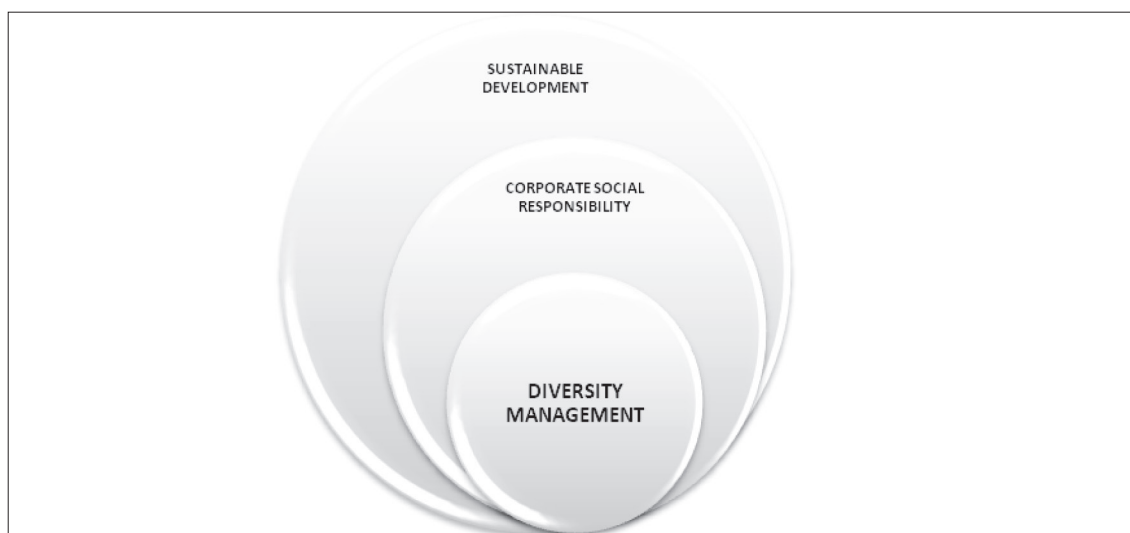 SUSTAINABLE
DEVELOPMENT
CORPORATE SOCIAL
RESPONSIBILITY
DIVERSITY
MANAGEMENT